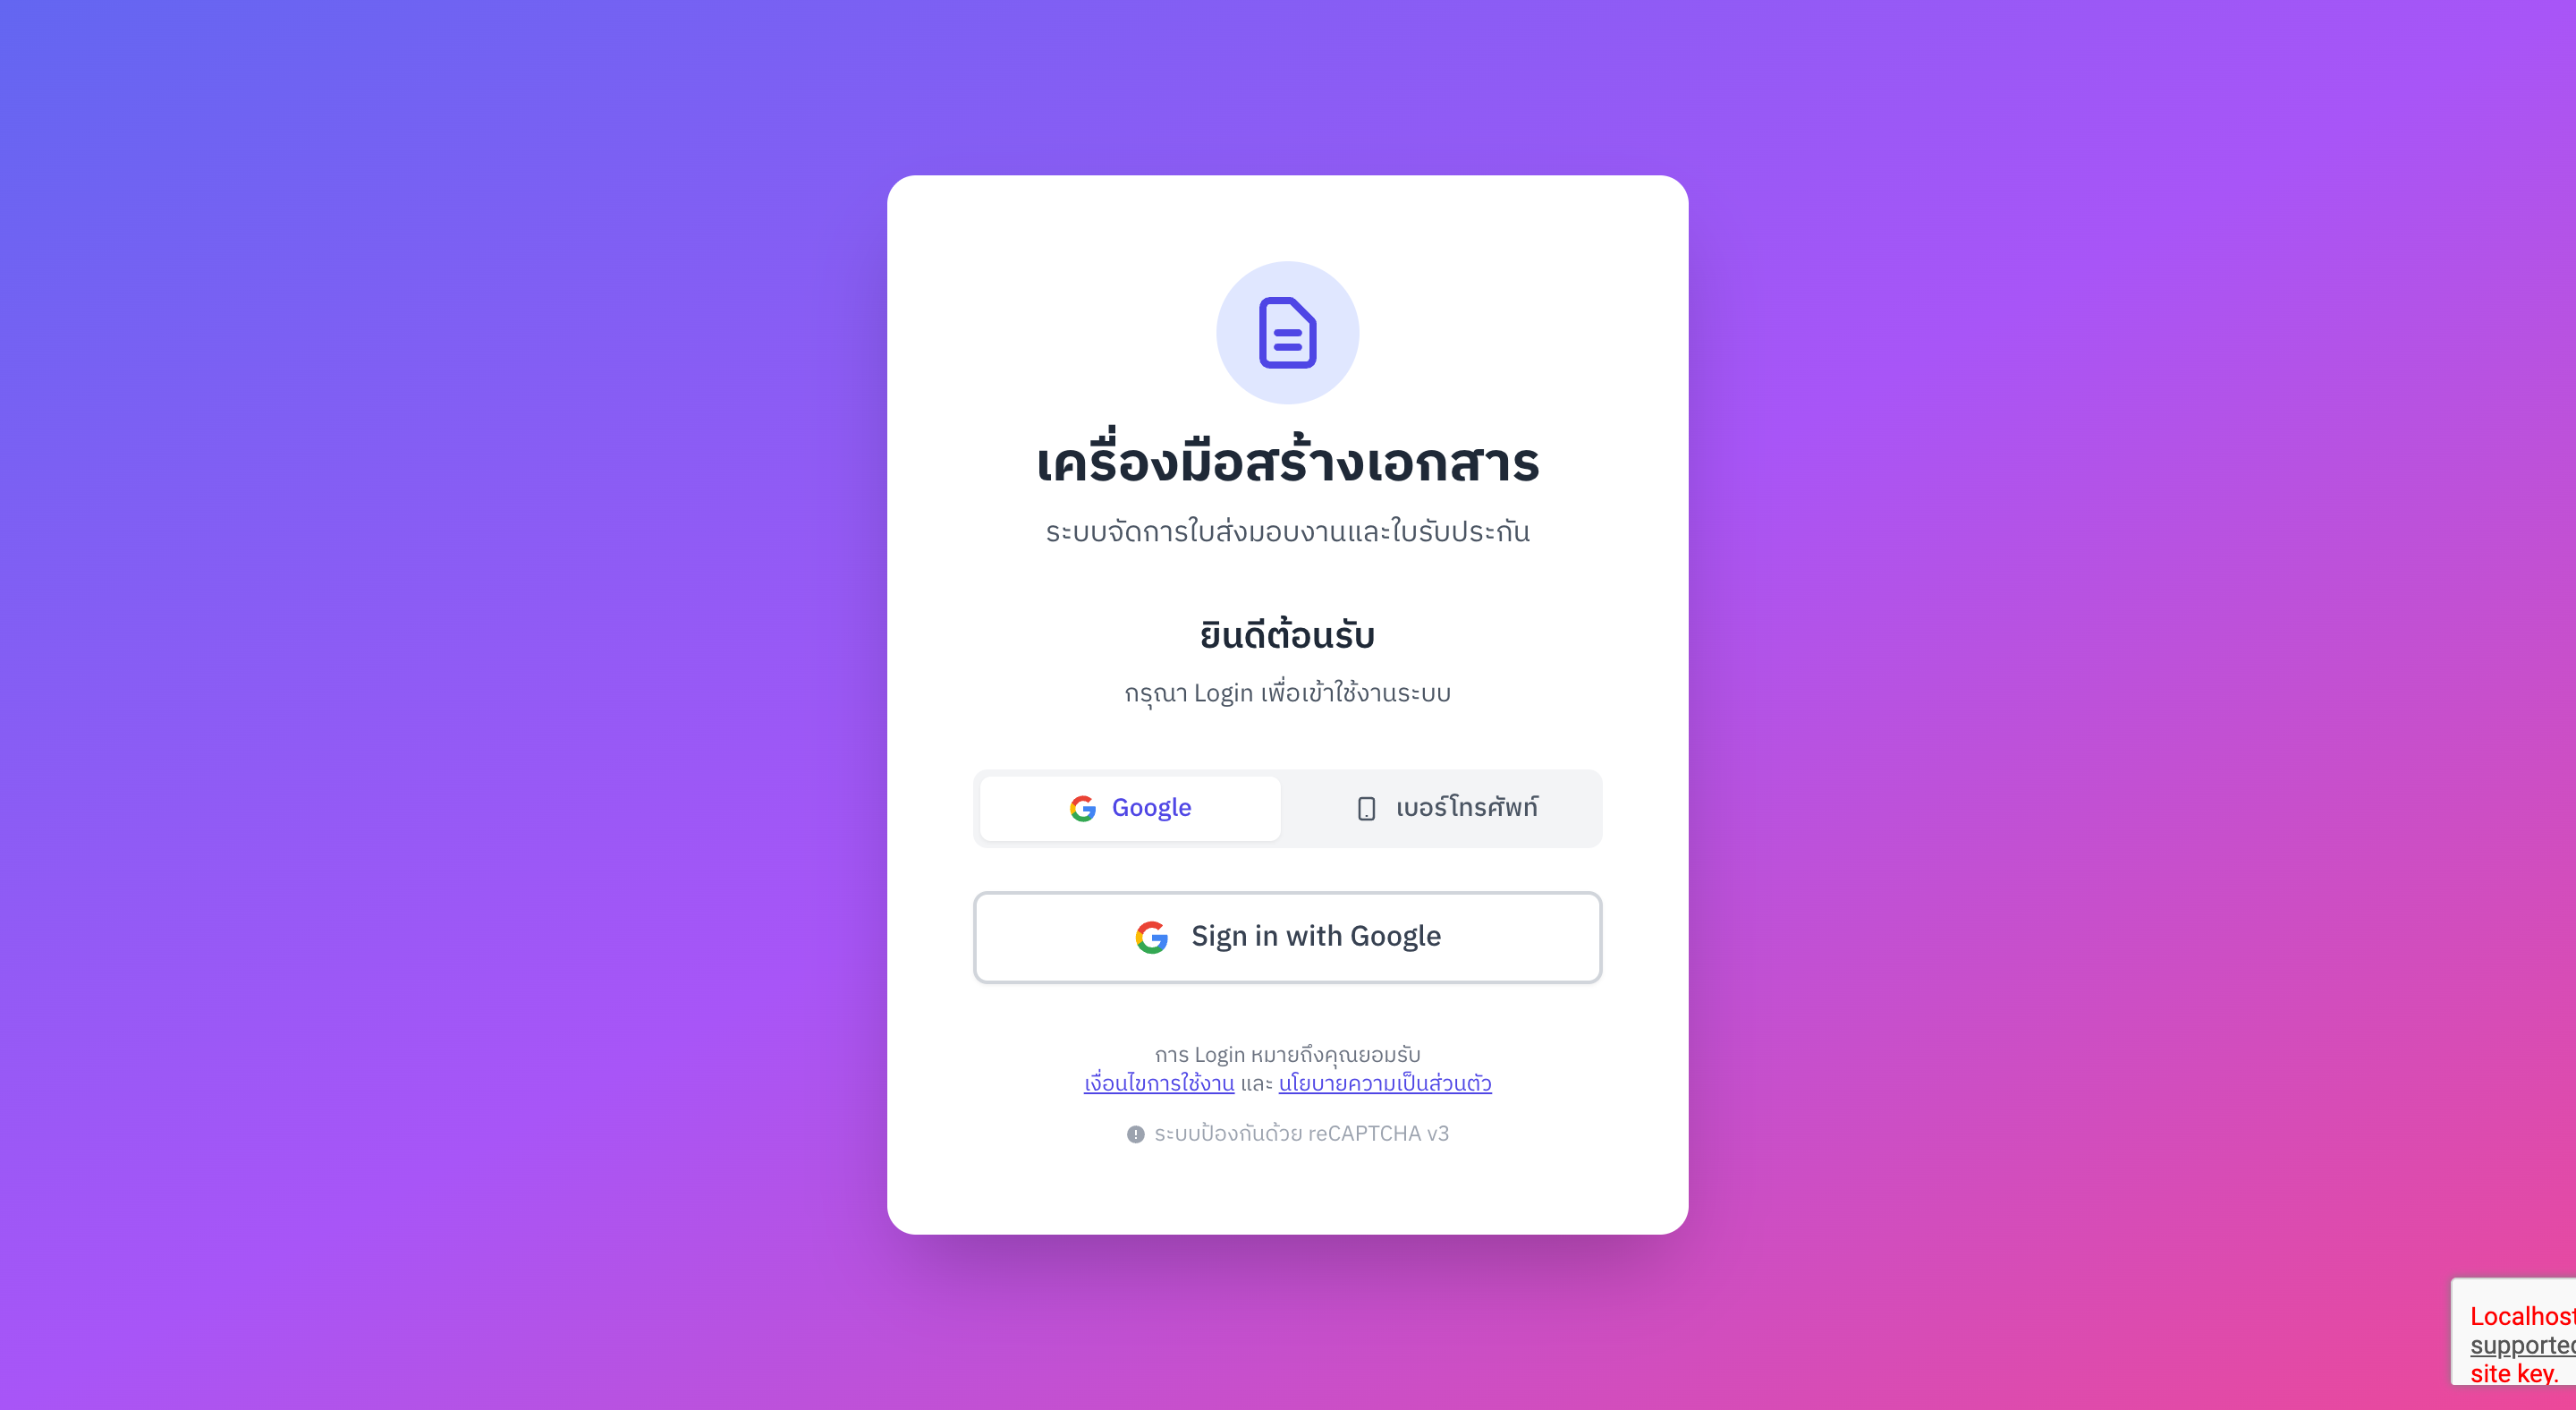 เครื่องมือสร้างเอกสาร
ระบบจัดการใบส่งมอบงานและใบรับประกัน
ยินดีต้อนรับ
กรุณา Login เพื่อเข้าใช้งานระบบ
Google
เบอร์โทรศัพท์
Sign in with Google
การ Login หมายถึงคุณยอมรับ
เงื่อนไขการใช้งาน และ นโยบายความเป็นส่วนตัว
ระบบป้องกันด้วย reCAPTCHA v3
Localhost
supported
site key.